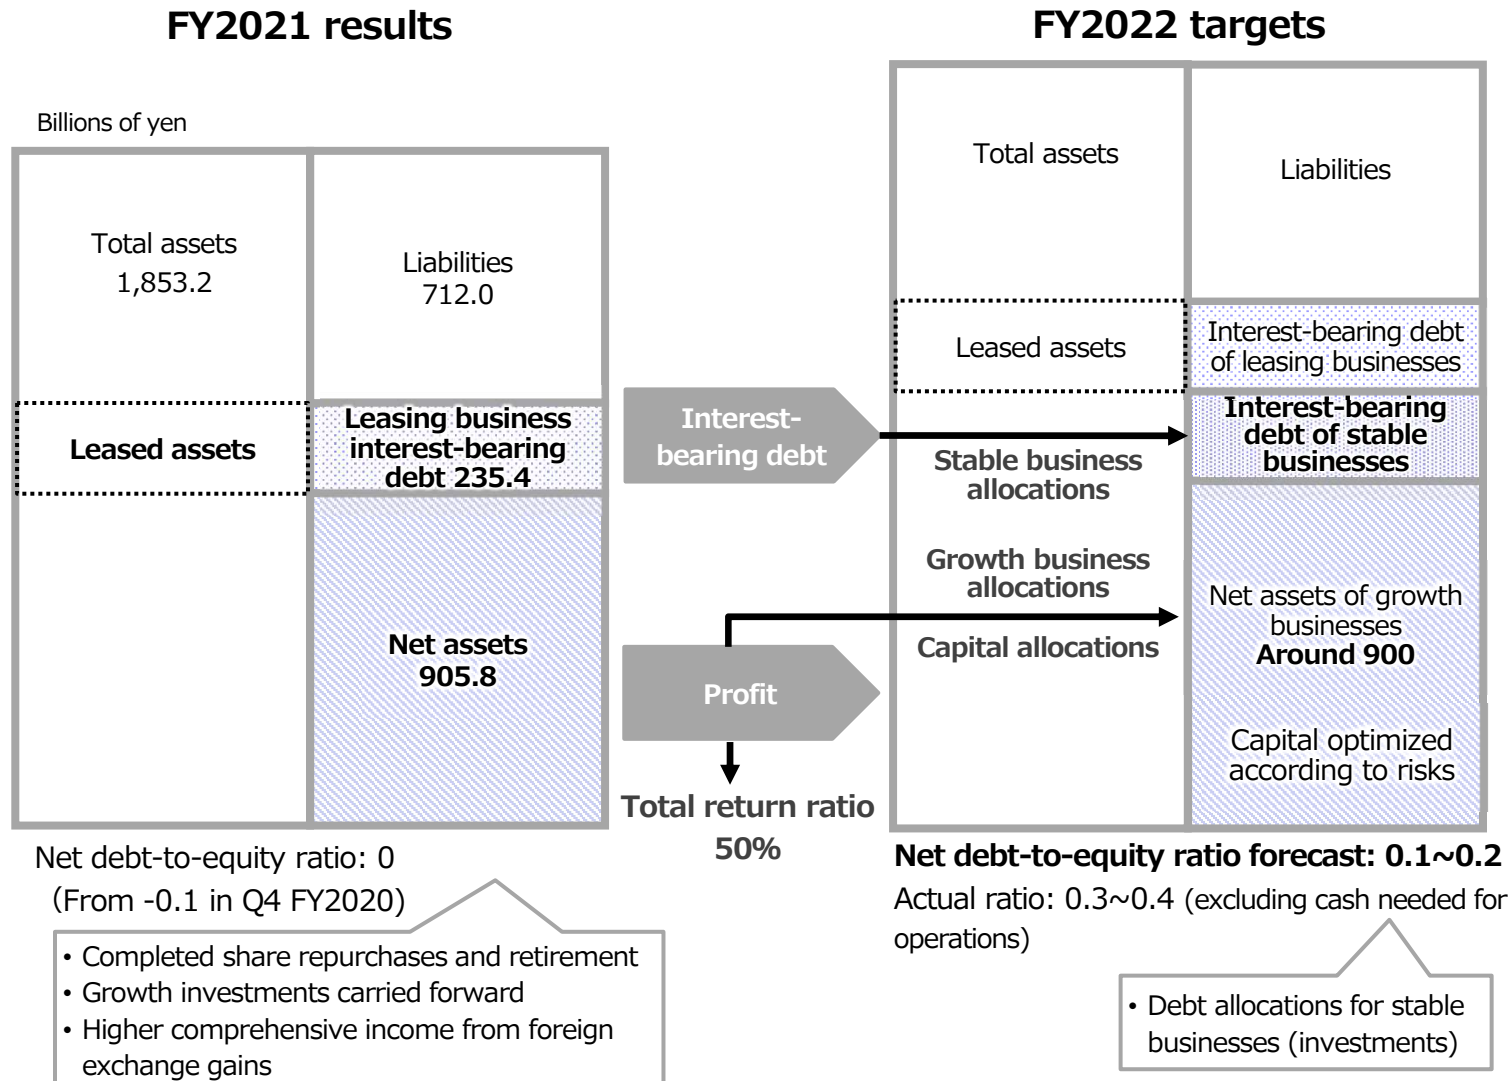 FY2021 results
Billions of yen
Total assets
1,853.2
Liabilities
712.0
Leased assets
Leasing business
interest-bearing
debt 235.4
Net assets
905.8
Net debt-to-equity ratio: 0
(From -0.1 in Q4 FY2020)
• Completed share repurchases and retirement
• Growth investments carried forward
• Higher comprehensive income from foreign
exchange gains
Interest-
bearing debt
Profit
Total return ratio
50%
FY2022 targets
Total assets
Liabilities
Leased assets
Interest-bearing debt
of leasing businesses
Interest-bearing
debt of stable
businesses
Stable business
allocations
Growth business
allocations
Capital allocations
Net assets of growth
businesses
Around 900
Capital optimized
according to risks
Net debt-to-equity ratio forecast: 0.1~0.2
Actual ratio: 0.3~0.4 (excluding cash needed for
operations)
• Debt allocations for stable
businesses (investments)